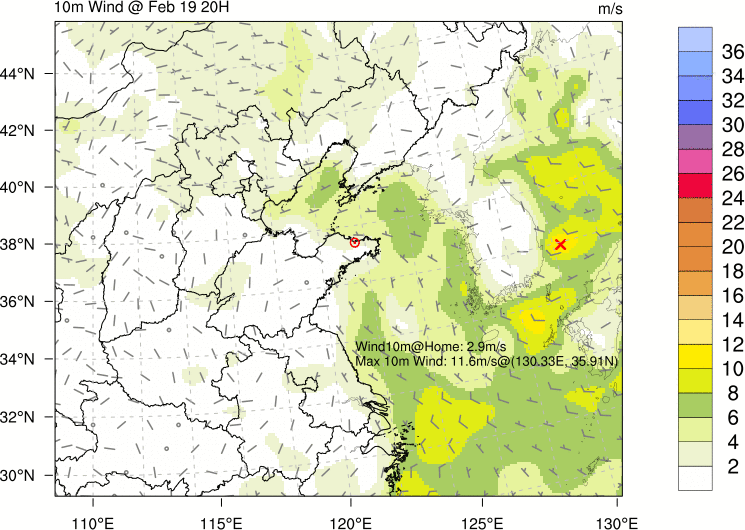 10m Wind @ Feb 19 20H
m/s
44°N
42°N
40°N
38°N
36°N
34°N
32°N
30°N
Wind10m@Home: 2.9m/s
Max 10m Wind: 11.6m/s@(130.33E, 35.91N)
110°E
115°E
120°E
125°E
130°E
36
34
32
30
28
26
24
22
20
18
16
14
12
10
8
6
4
2